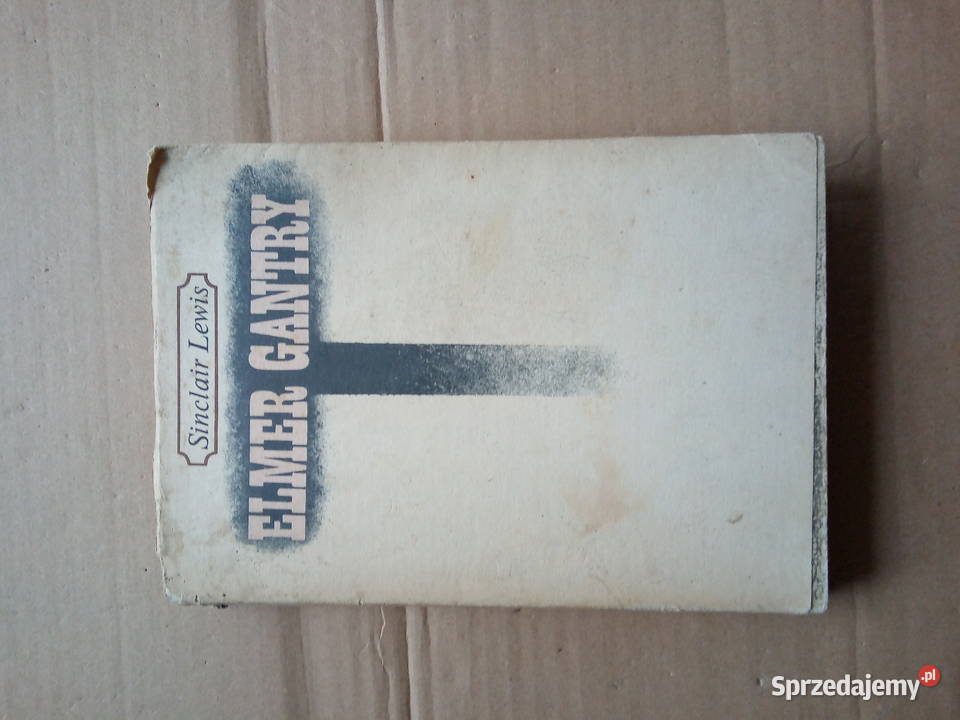 Sinclair Lewis
ELMER GANTRY
Sprzedajemy.pl